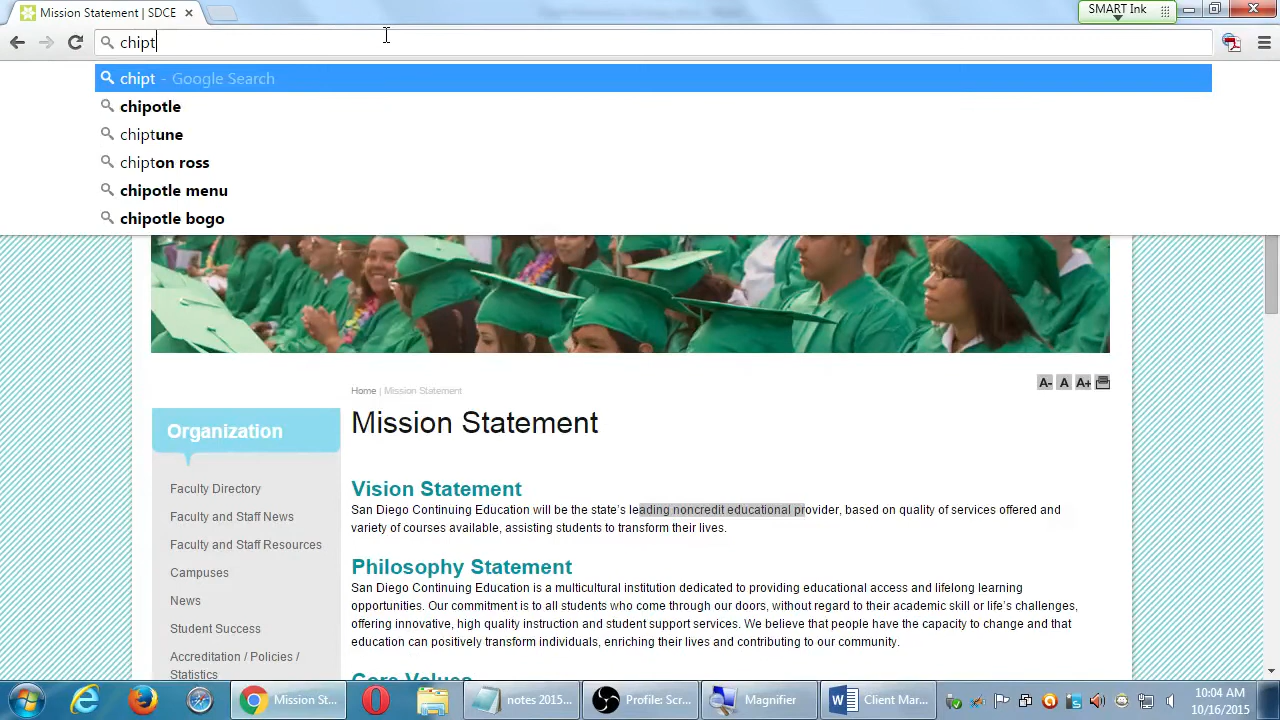 Mission Statement | SDCE
SMART Ink
chipt
chipt - Google Search
chipotle
chiptune
chipton ross
chipotle menu
chipotle bogo
Home | Mission Statement
A- A A+
Mission Statement
Organization
Faculty Directory
Faculty and Staff News
Faculty and Staff Resources
Campuses
News
Student Success
Accreditation / Policies /
Statistics
Vision Statement
San Diego Continuing Education will be the state's leading noncredit educational provider, based on quality of services offered and
variety of courses available, assisting students to transform their lives.
Philosophy Statement
San Diego Continuing Education is a multicultural institution dedicated to providing educational access and lifelong learning
opportunities. Our commitment is to all students who come through our doors, without regard to their academic skill or life's challenges,
offering innovative, high quality instruction and student support services. We believe that people have the capacity to change and that
education can positively transform individuals, enriching their lives and contributing to our community.
Core Values
Mission St...
notes 2015...
Profile: Scr...
Magnifier
Client Mar...
10:04 AM
10/16/2015